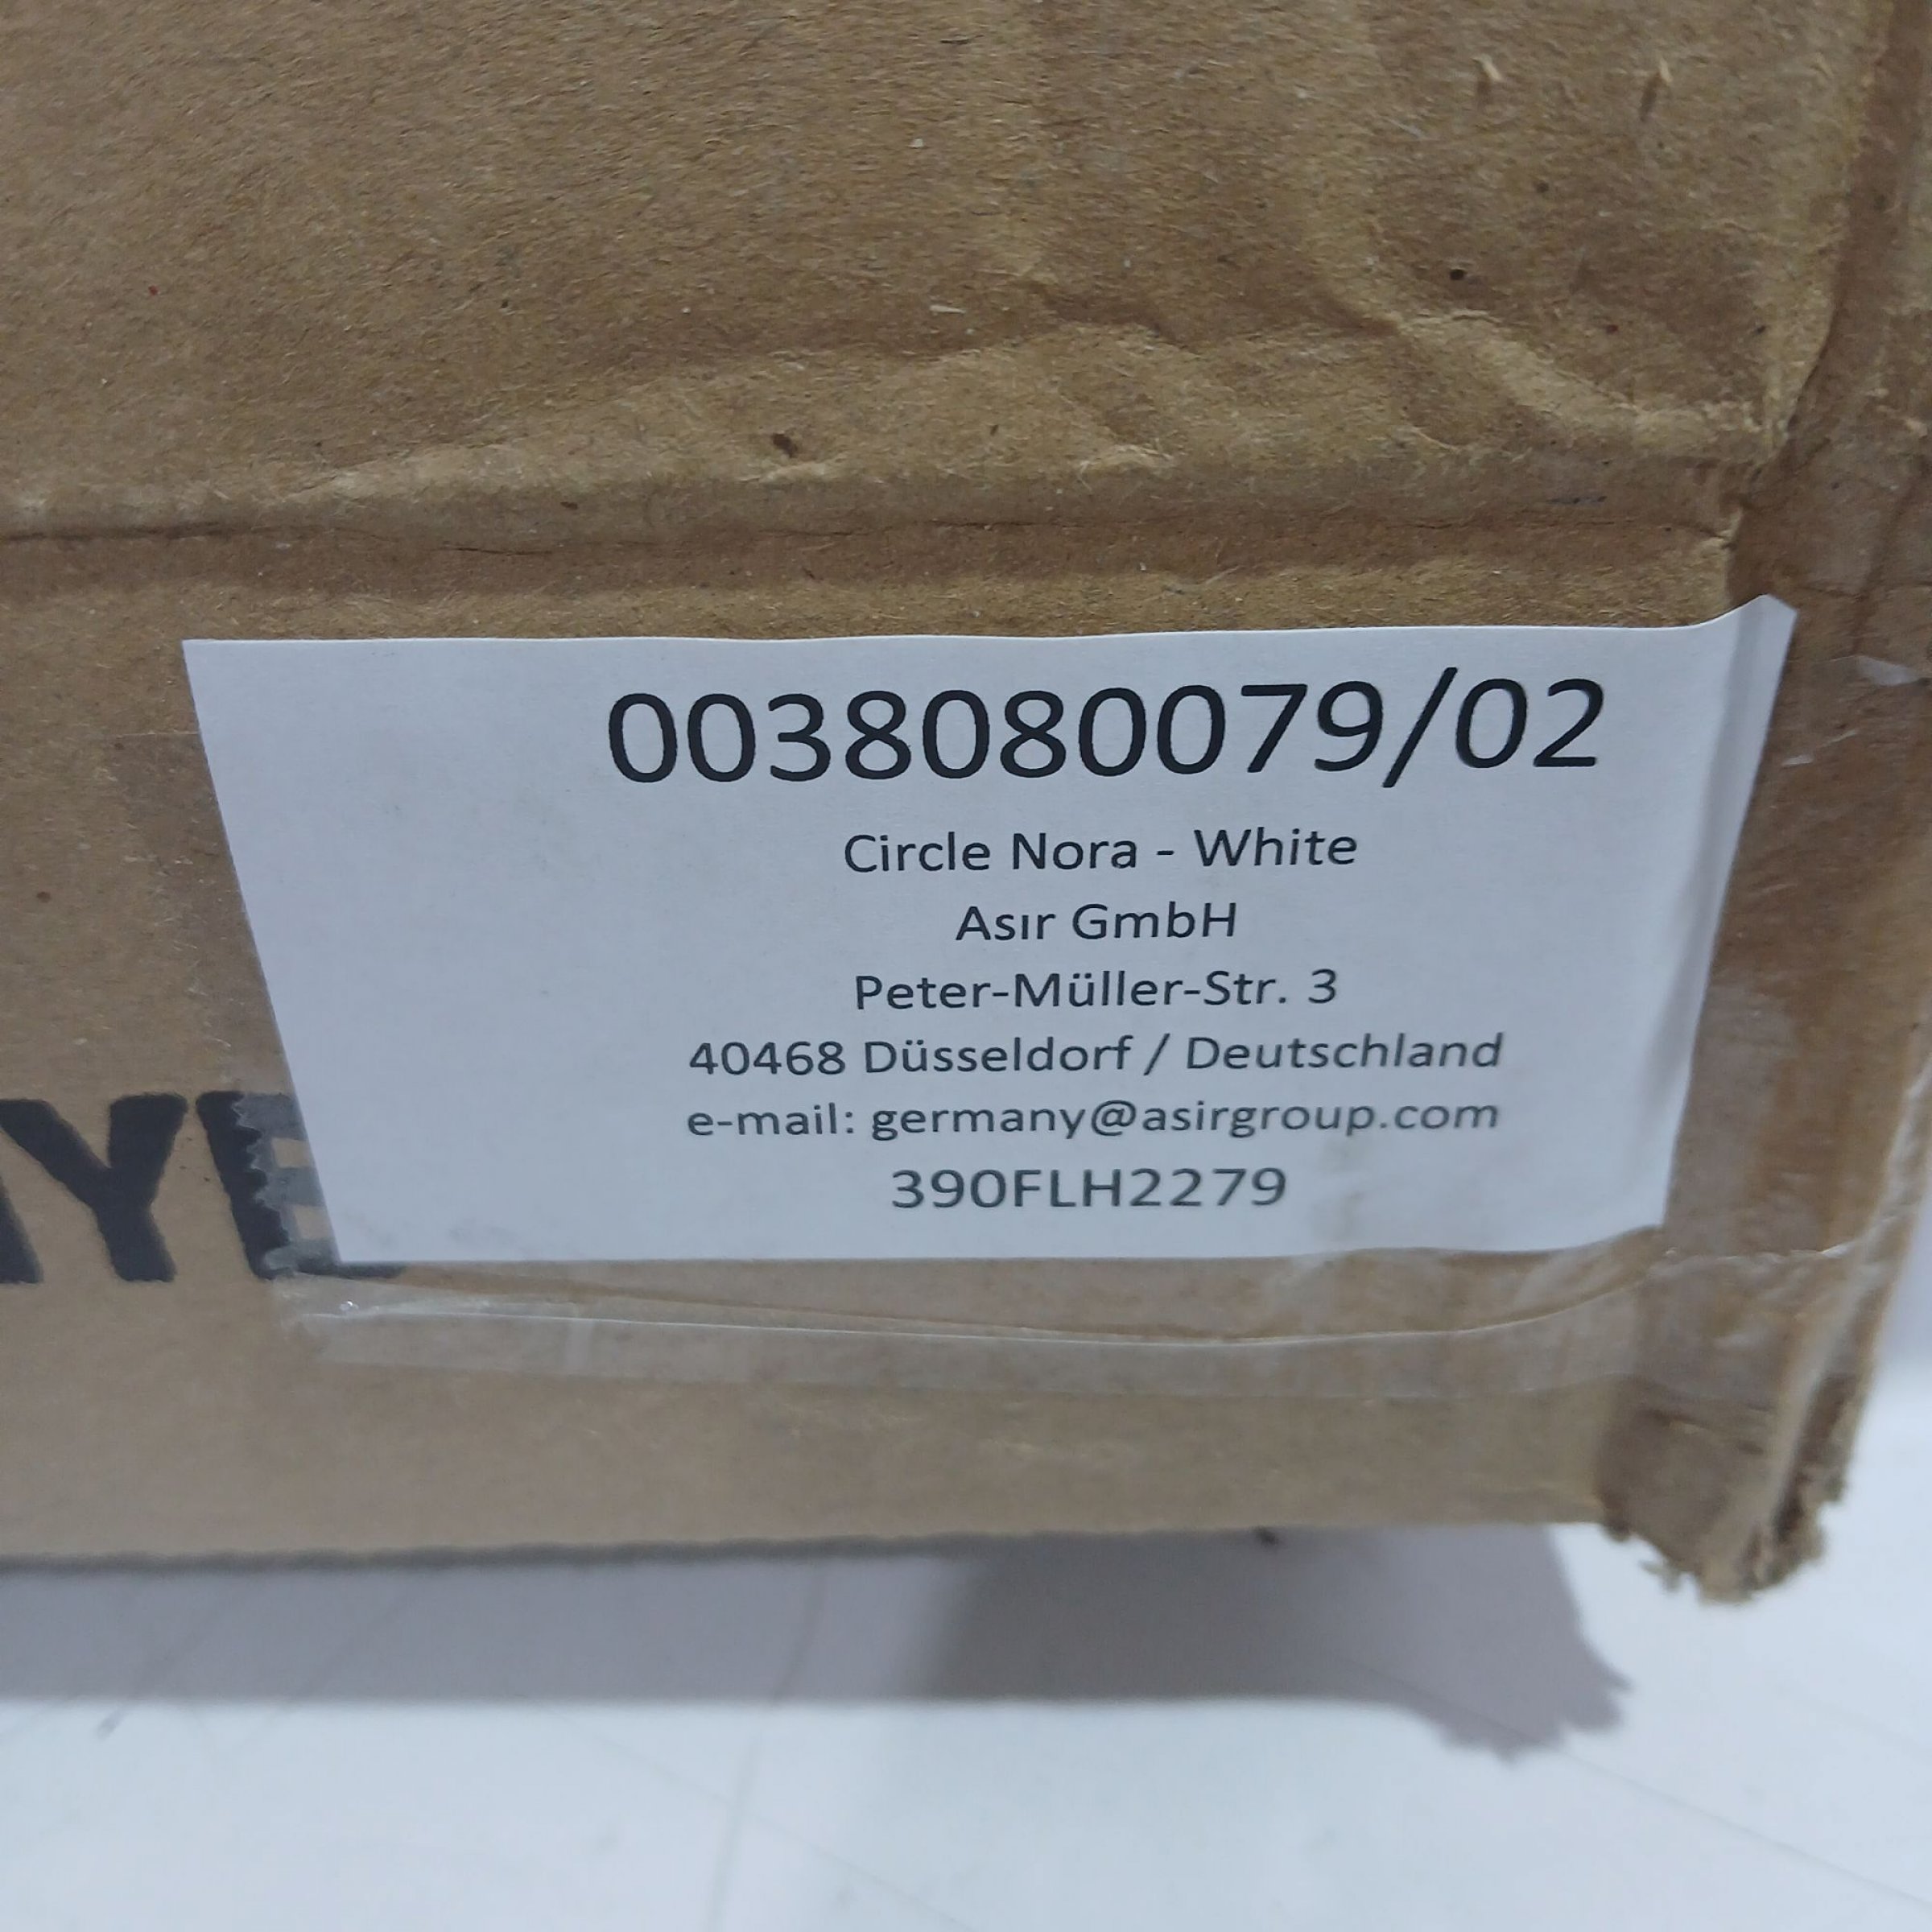 0038080079/02
Circle Nora - White
Asır GmbH
Peter-Müller-Str. 3
40468 Düsseldorf / Deutschland
e-mail: germany@asirgroup.com
390FLH2279